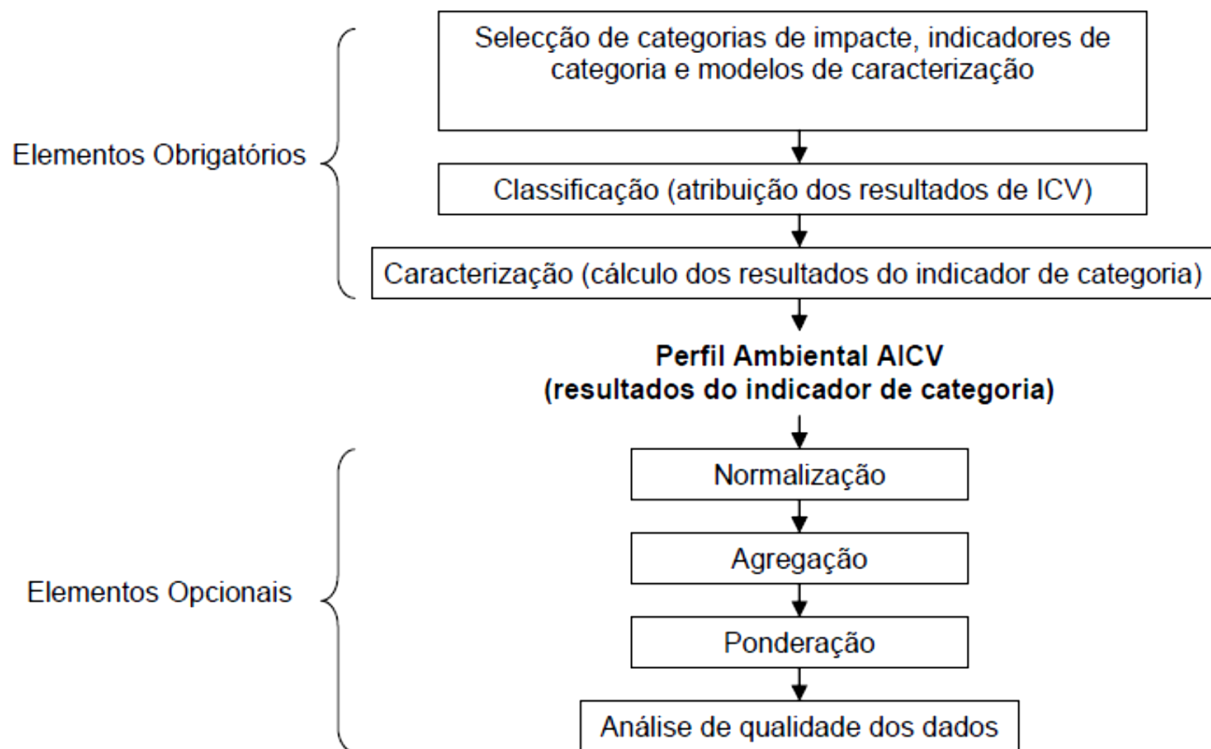 Selecção de categorias de impacte, indicadores de
categoria e modelos de caracterização
Elementos Obrigatórios
Classificação (atribuição dos resultados de ICV)
Caracterização (cálculo dos resultados do indicador de categoria)
Perfil Ambiental AICV
(resultados do indicador de categoria)
Normalização
Agregação
Elementos Opcionais
Ponderação
Análise de qualidade dos dados